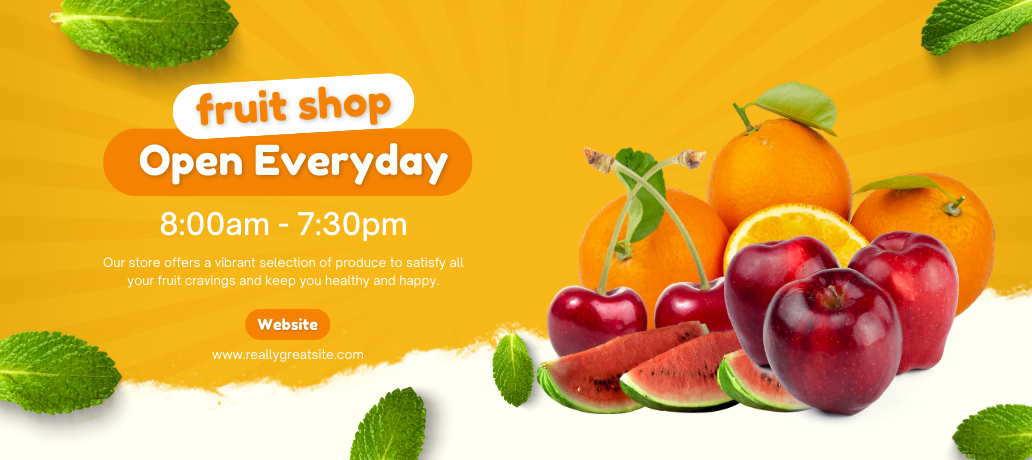 fruit shop
Open Everyday
8:00am - 7:30pm
Our store offers a vibrant selection of produce to satisfy all
your fruit cravings and keep you healthy and happy.
Website
www.reallygreatsite.com